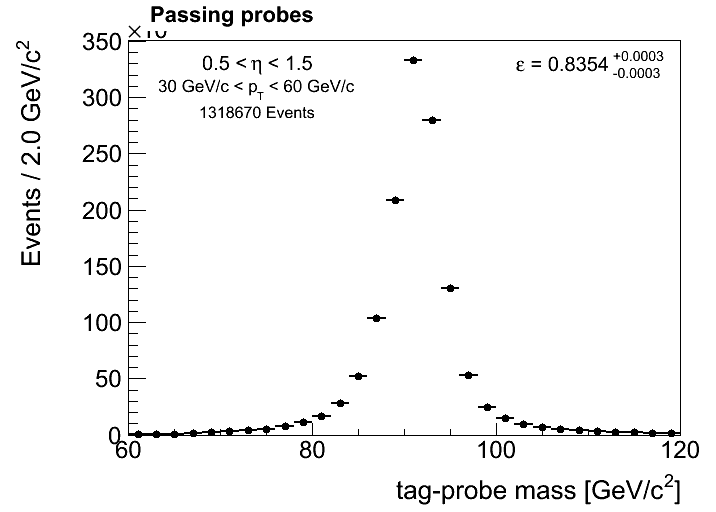 Passing probes
350
0.5 < η < 1.5
ε = 0.8354 +0.0003 -0.0003
30 GeV/c < pT < 60 GeV/c
300
1318670 Events
250
200
150
100
50
0
60
80
100
120
Events / 2.0 GeV/c²
tag-probe mass [GeV/c²]